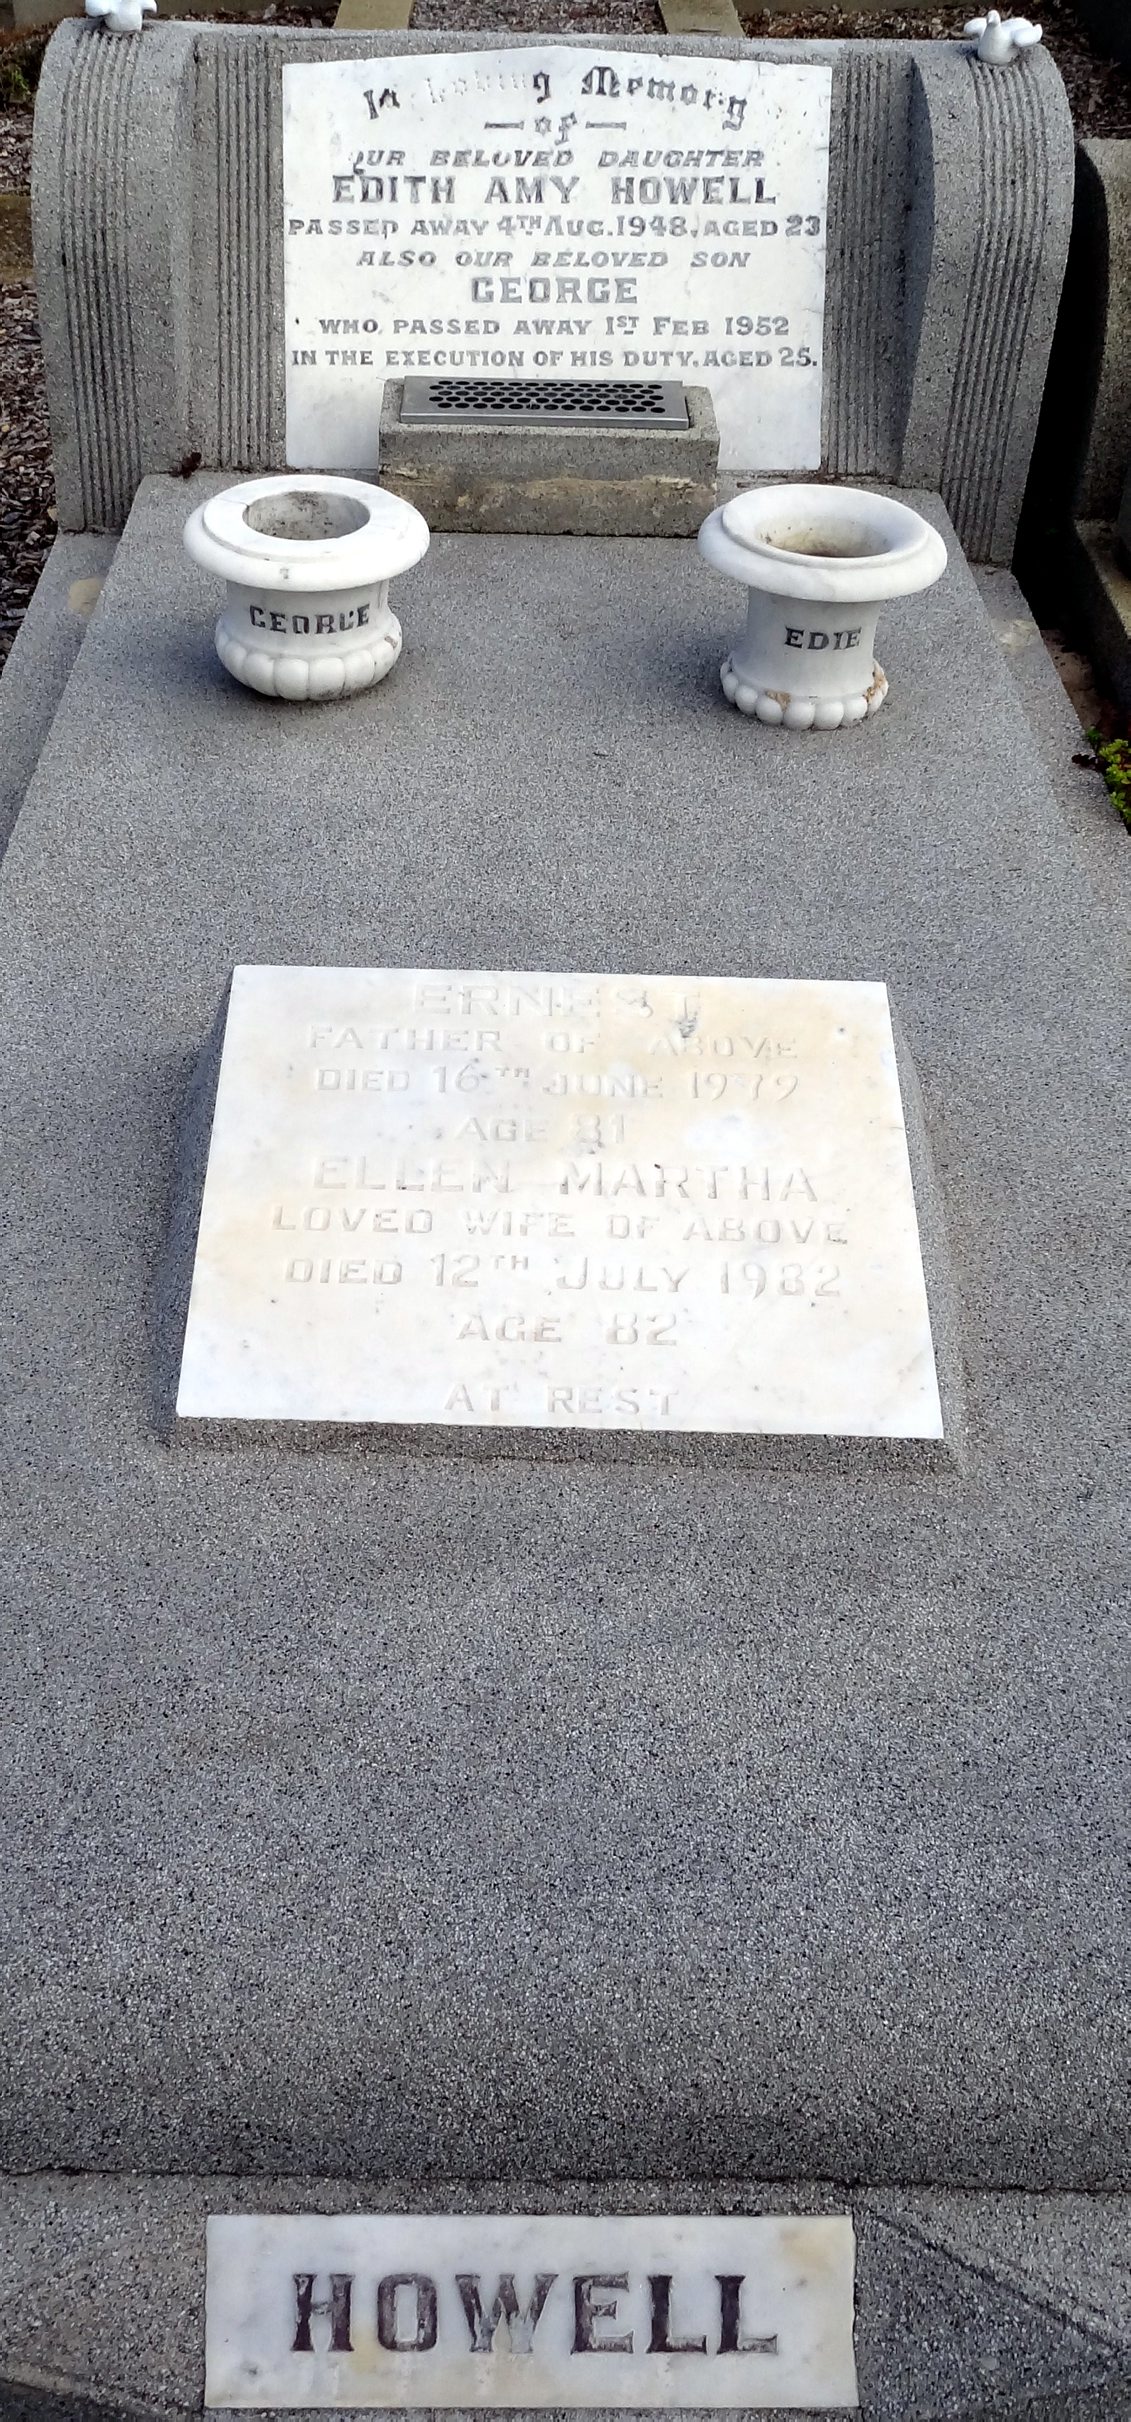 In Loving Memory
of
OUR BELOVED DAUGHTER
EDITH AMY HOWELL
PASSED AWAY 4TH AUG. 1948, AGED 23
ALSO OUR BELOVED SON
GEORGE
WHO PASSED AWAY 1ST FEB 1952
IN THE EXECUTION OF HIS DUTY. AGED 25.
GEORGE
EDIE
ERNEST
FATHER OF ABOVE
DIED 16TH JUNE 1979
AGE 81
ELLEN MARTHA
LOVED WIFE OF ABOVE
DIED 12TH JULY 1982
AGE 82
AT REST
HOWELL